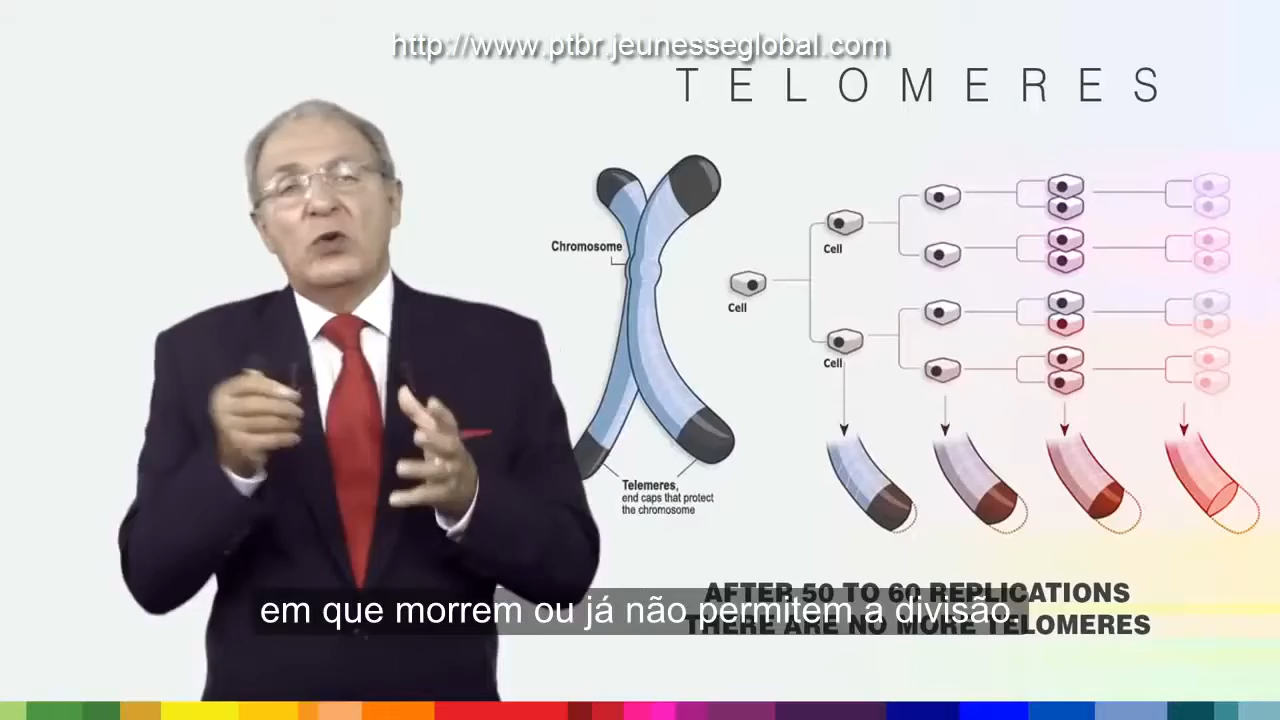 http://www.ptbr.jeunesseglobal.com
TELOMERES
Chromosome
Cell
Cell
Cell
Telemeres,
end caps that protect
the chromosome
AFTER 50 TO 60 REPLICATIONS
THERE ARE NO MORE TELOMERES
em que morrem ou já não permitem a divisão